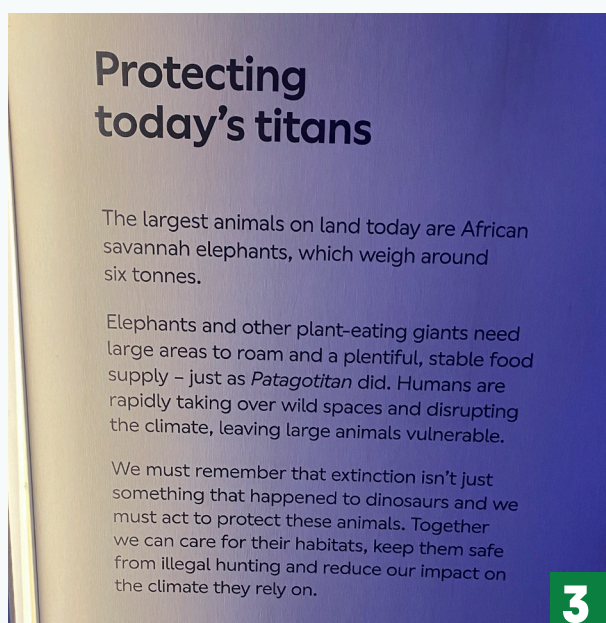 Protecting
today's titans
The largest animals on land today are African
savannah elephants, which weigh around
six tonnes.
Elephants and other plant-eating giants need
large areas to roam and a plentiful, stable food
supply – just as Patagotitan did. Humans are
rapidly taking over wild spaces and disrupting
the climate, leaving large animals vulnerable.
We must remember that extinction isn't just
something that happened to dinosaurs and we
must act to protect these animals. Together
we can care for their habitats, keep them safe
from illegal hunting and reduce our impact on
the climate they rely on.
3